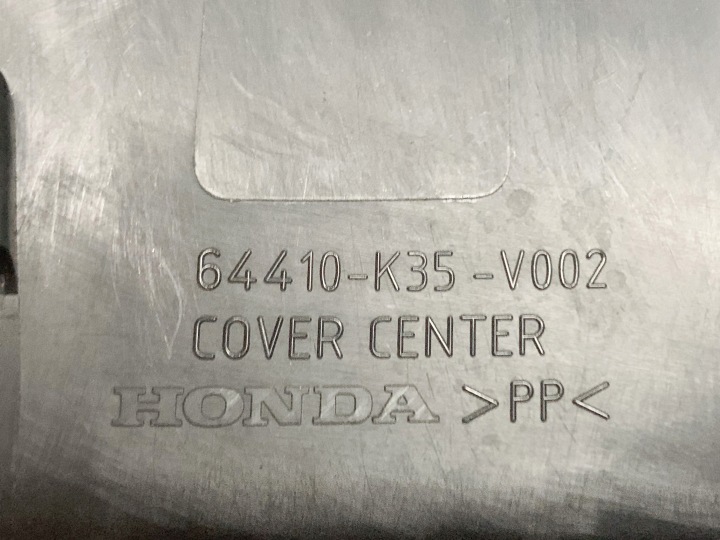 64410-K35-V002
COVER CENTER
HONDA >PP<